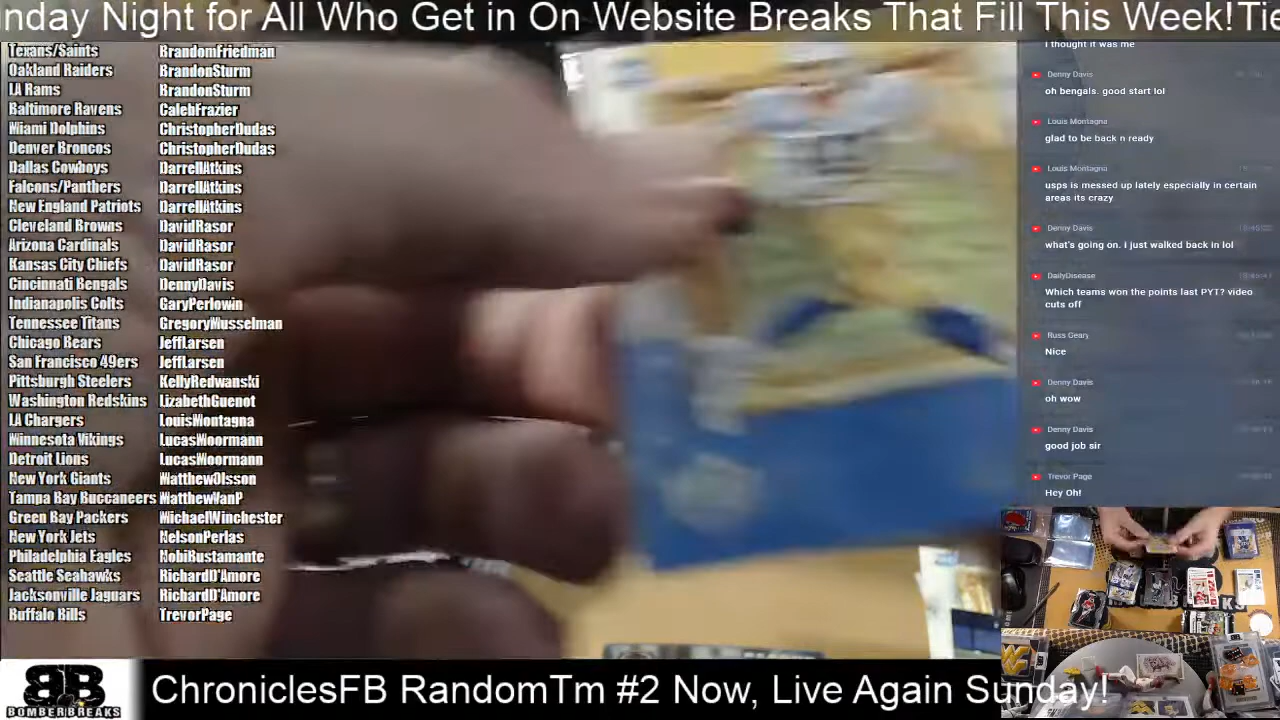 nday Night for All Who Get in On Website Breaks That Fill This Week! Tie
Texans/Saints BrandonFriedman
Oakland Raiders BrandonSturm
LA Rams BrandonSturm
Baltimore Ravens CalebFrazier
Miami Dolphins ChristopherDudas
Denver Broncos ChristopherDudas
Dallas Cowboys DarrellAtkins
Falcons/Panthers DarrellAtkins
New England Patriots DarrellAtkins
Cleveland Browns DavidRasor
Arizona Cardinals DavidRasor
Kansas City Chiefs DavidRasor
Cincinnati Bengals DennyDavis
Indianapolis Colts GaryPerlowin
Tennessee Titans GregoryMusselman
Chicago Bears JeffLarsen
San Francisco 49ers JeffLarsen
Pittsburgh Steelers KellyRedwanski
Washington Redskins LizabethGuenot
LA Chargers LouisMontagna
Minnesota Vikings LucasMoormann
Detroit Lions LucasMoormann
New York Giants MatthewOlsson
Tampa Bay Buccaneers MatthewVanP
Green Bay Packers MichaelWinchester
New York Jets NelsonPerlas
Philadelphia Eagles NobiBustamante
Seattle Seahawks RichardD'Amore
Jacksonville Jaguars RichardD'Amore
Buffalo Bills TrevorPage
I thought it was me
Denny Davis
oh bengals. good start lol
Louis Montagna
glad to be back n ready
Louis Montagna
usps is messed up lately especially in certain
areas its crazy
Denny Davis
what's going on. i just walked back in lol
DailyDisease
Which teams won the points last PYT? video
cuts off
Russ Geary
Nice
Denny Davis
oh wow
Denny Davis
good job sir
Trevor Page
Hey Oh!
BB
BOMBERBREAKS
ChroniclesFB RandomTm #2 Now, Live Again Sunday!